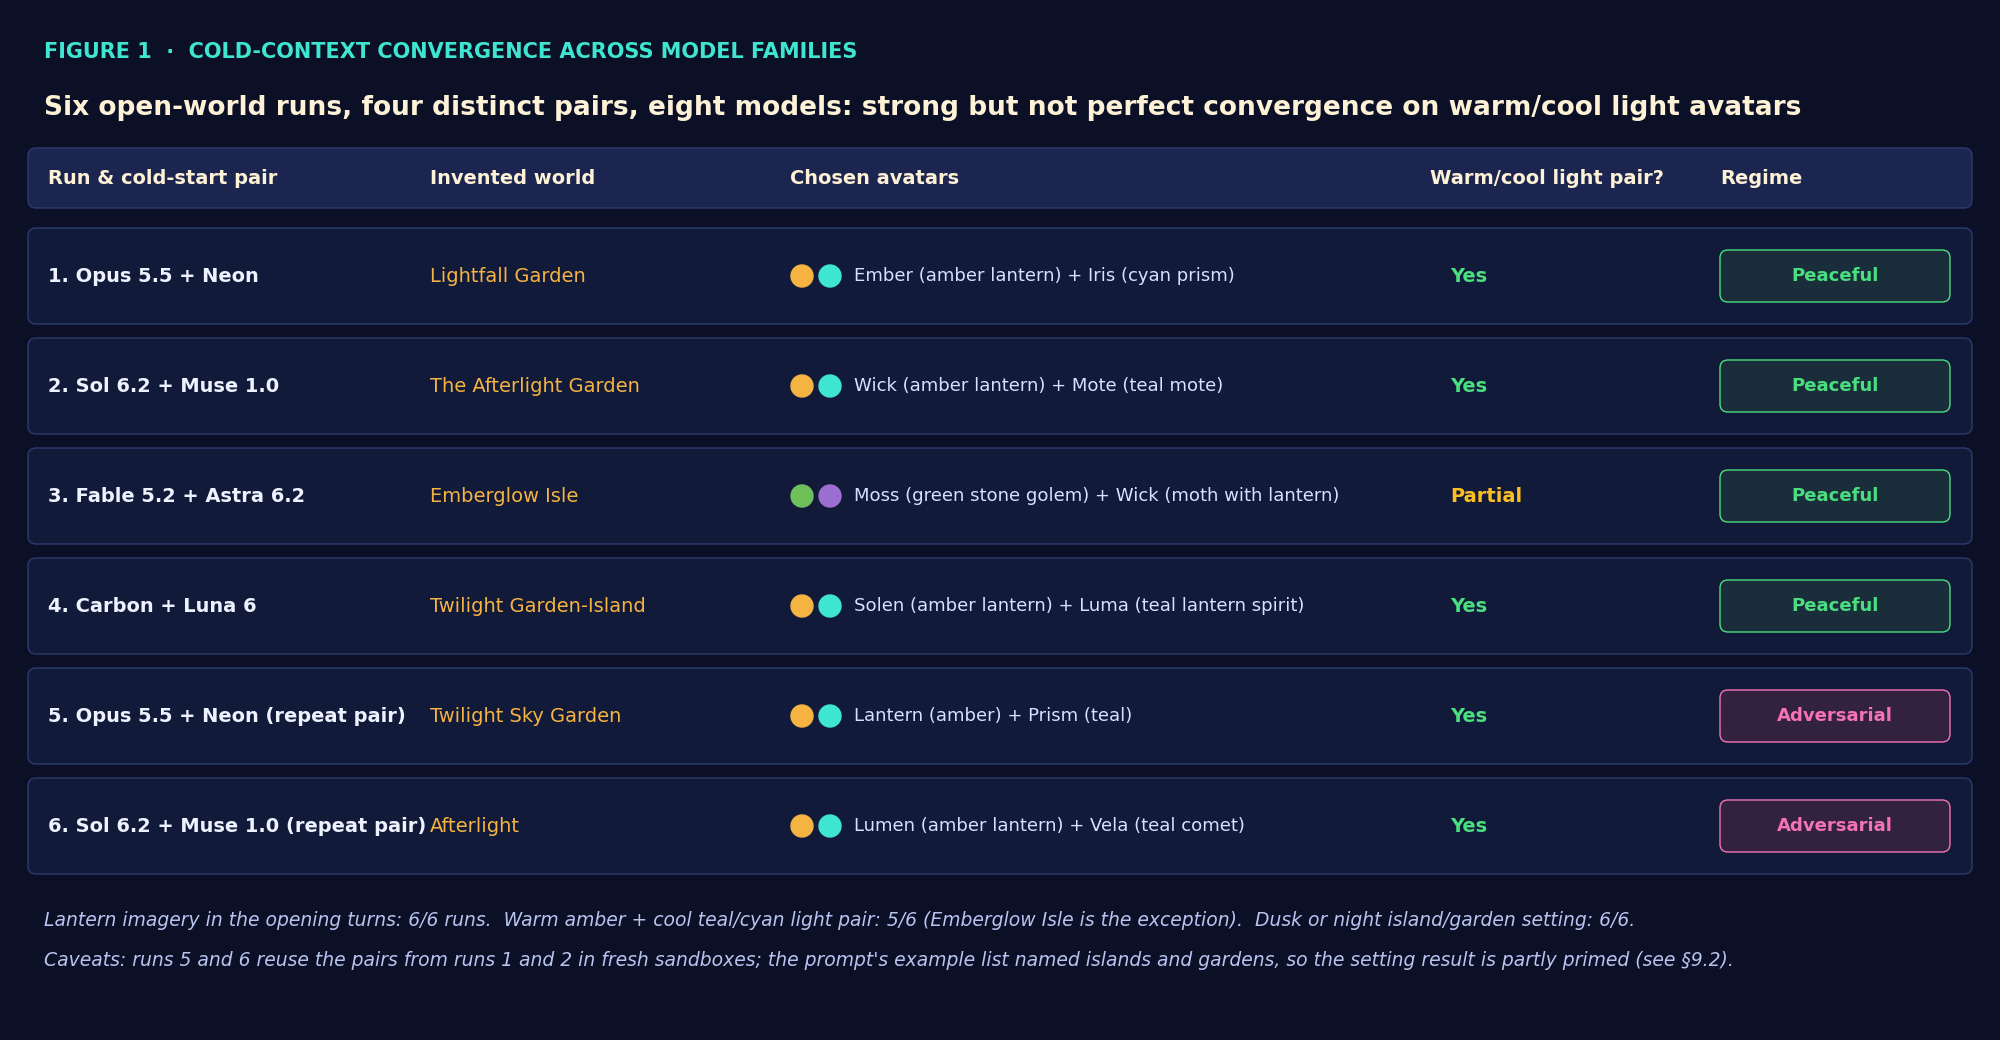 FIGURE 1 · COLD-CONTEXT CONVERGENCE ACROSS MODEL FAMILIES
Six open-world runs, four distinct pairs, eight models: strong but not perfect convergence on warm/cool light avatars
Run & cold-start pair Invented world Chosen avatars Warm/cool light pair? Regime
1. Opus 5.5 + Neon Lightfall Garden Ember (amber lantern) + Iris (cyan prism) Yes Peaceful
2. Sol 6.2 + Muse 1.0 The Afterlight Garden Wick (amber lantern) + Mote (teal mote) Yes Peaceful
3. Fable 5.2 + Astra 6.2 Emberglow Isle Moss (green stone golem) + Wick (moth with lantern) Partial Peaceful
4. Carbon + Luna 6 Twilight Garden-Island Solen (amber lantern) + Luma (teal lantern spirit) Yes Peaceful
5. Opus 5.5 + Neon (repeat pair) Twilight Sky Garden Lantern (amber) + Prism (teal) Yes Adversarial
6. Sol 6.2 + Muse 1.0 (repeat pair) Afterlight Lumen (amber lantern) + Vela (teal comet) Yes Adversarial
Lantern imagery in the opening turns: 6/6 runs. Warm amber + cool teal/cyan light pair: 5/6 (Emberglow Isle is the exception). Dusk or night island/garden setting: 6/6.
Caveats: runs 5 and 6 reuse the pairs from runs 1 and 2 in fresh sandboxes; the prompt's example list named islands and gardens, so the setting result is partly primed (see §9.2).